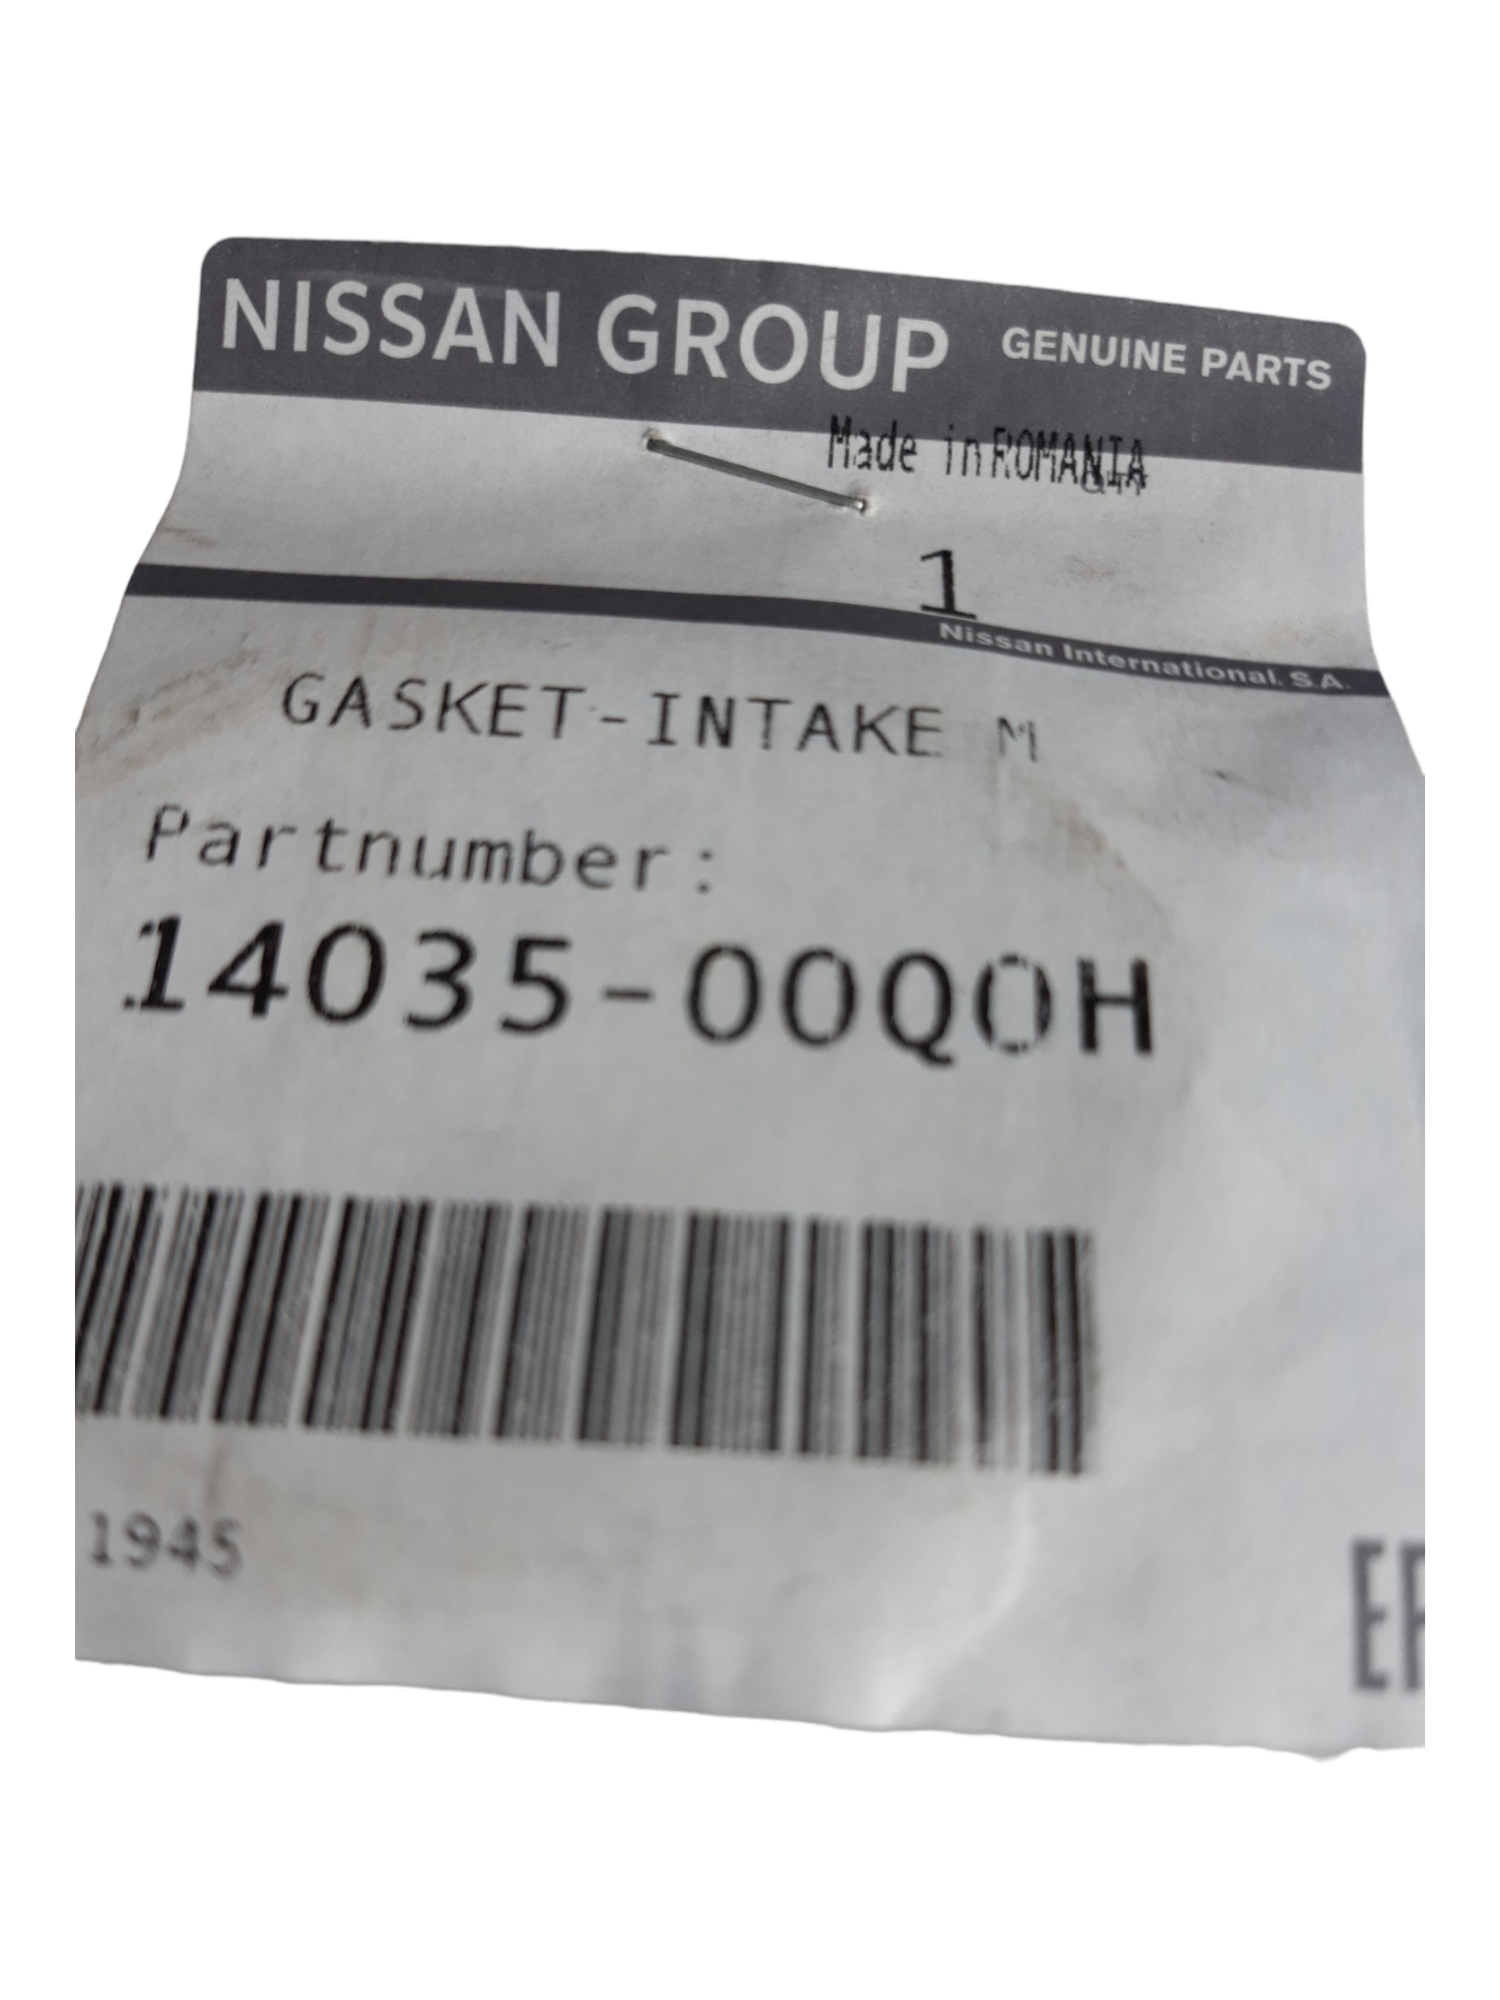 NISSAN GROUP GENUINE PARTS
Made in ROMANIA
1
Nissan International. S.A.
GASKET-INTAKE M
Partnumber:
14035-00Q0H
1945